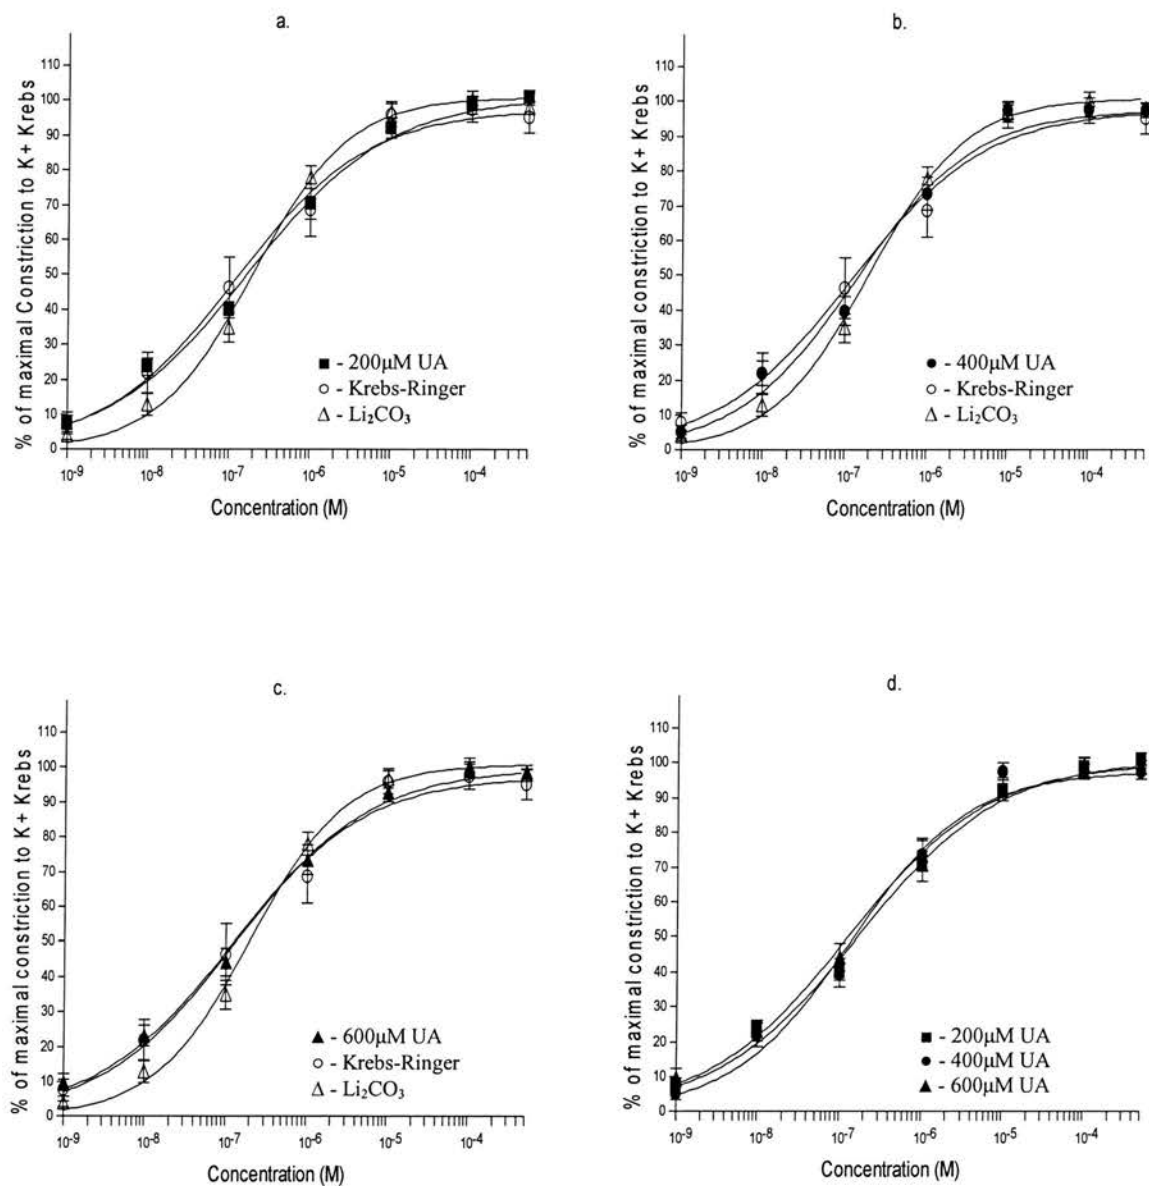 a.
% of maximal Constriction to K+ Krebs
110
100
90
80
70
60
50
40
30
20
10
0
■ - 200µM UA
○ - Krebs-Ringer
△ - Li₂CO₃
10⁻⁹ 10⁻⁸ 10⁻⁷ 10⁻⁶ 10⁻⁵ 10⁻⁴
Concentration (M)
b.
% of maximal constriction to K+ Krebs
110
100
90
80
70
60
50
40
30
20
10
0
● - 400µM UA
○ - Krebs-Ringer
△ - Li₂CO₃
10⁻⁹ 10⁻⁸ 10⁻⁷ 10⁻⁶ 10⁻⁵ 10⁻⁴
Concentration (M)
c.
% of maximal constriction to K+ Krebs
110
100
90
80
70
60
50
40
30
20
10
0
▲ - 600µM UA
○ - Krebs-Ringer
△ - Li₂CO₃
10⁻⁹ 10⁻⁸ 10⁻⁷ 10⁻⁶ 10⁻⁵ 10⁻⁴
Concentration (M)
d.
% of maximal constriction to K+ Krebs
110
100
90
80
70
60
50
40
30
20
10
0
■ - 200µM UA
● - 400µM UA
▲ - 600µM UA
10⁻⁹ 10⁻⁸ 10⁻⁷ 10⁻⁶ 10⁻⁵ 10⁻⁴
Concentration (M)